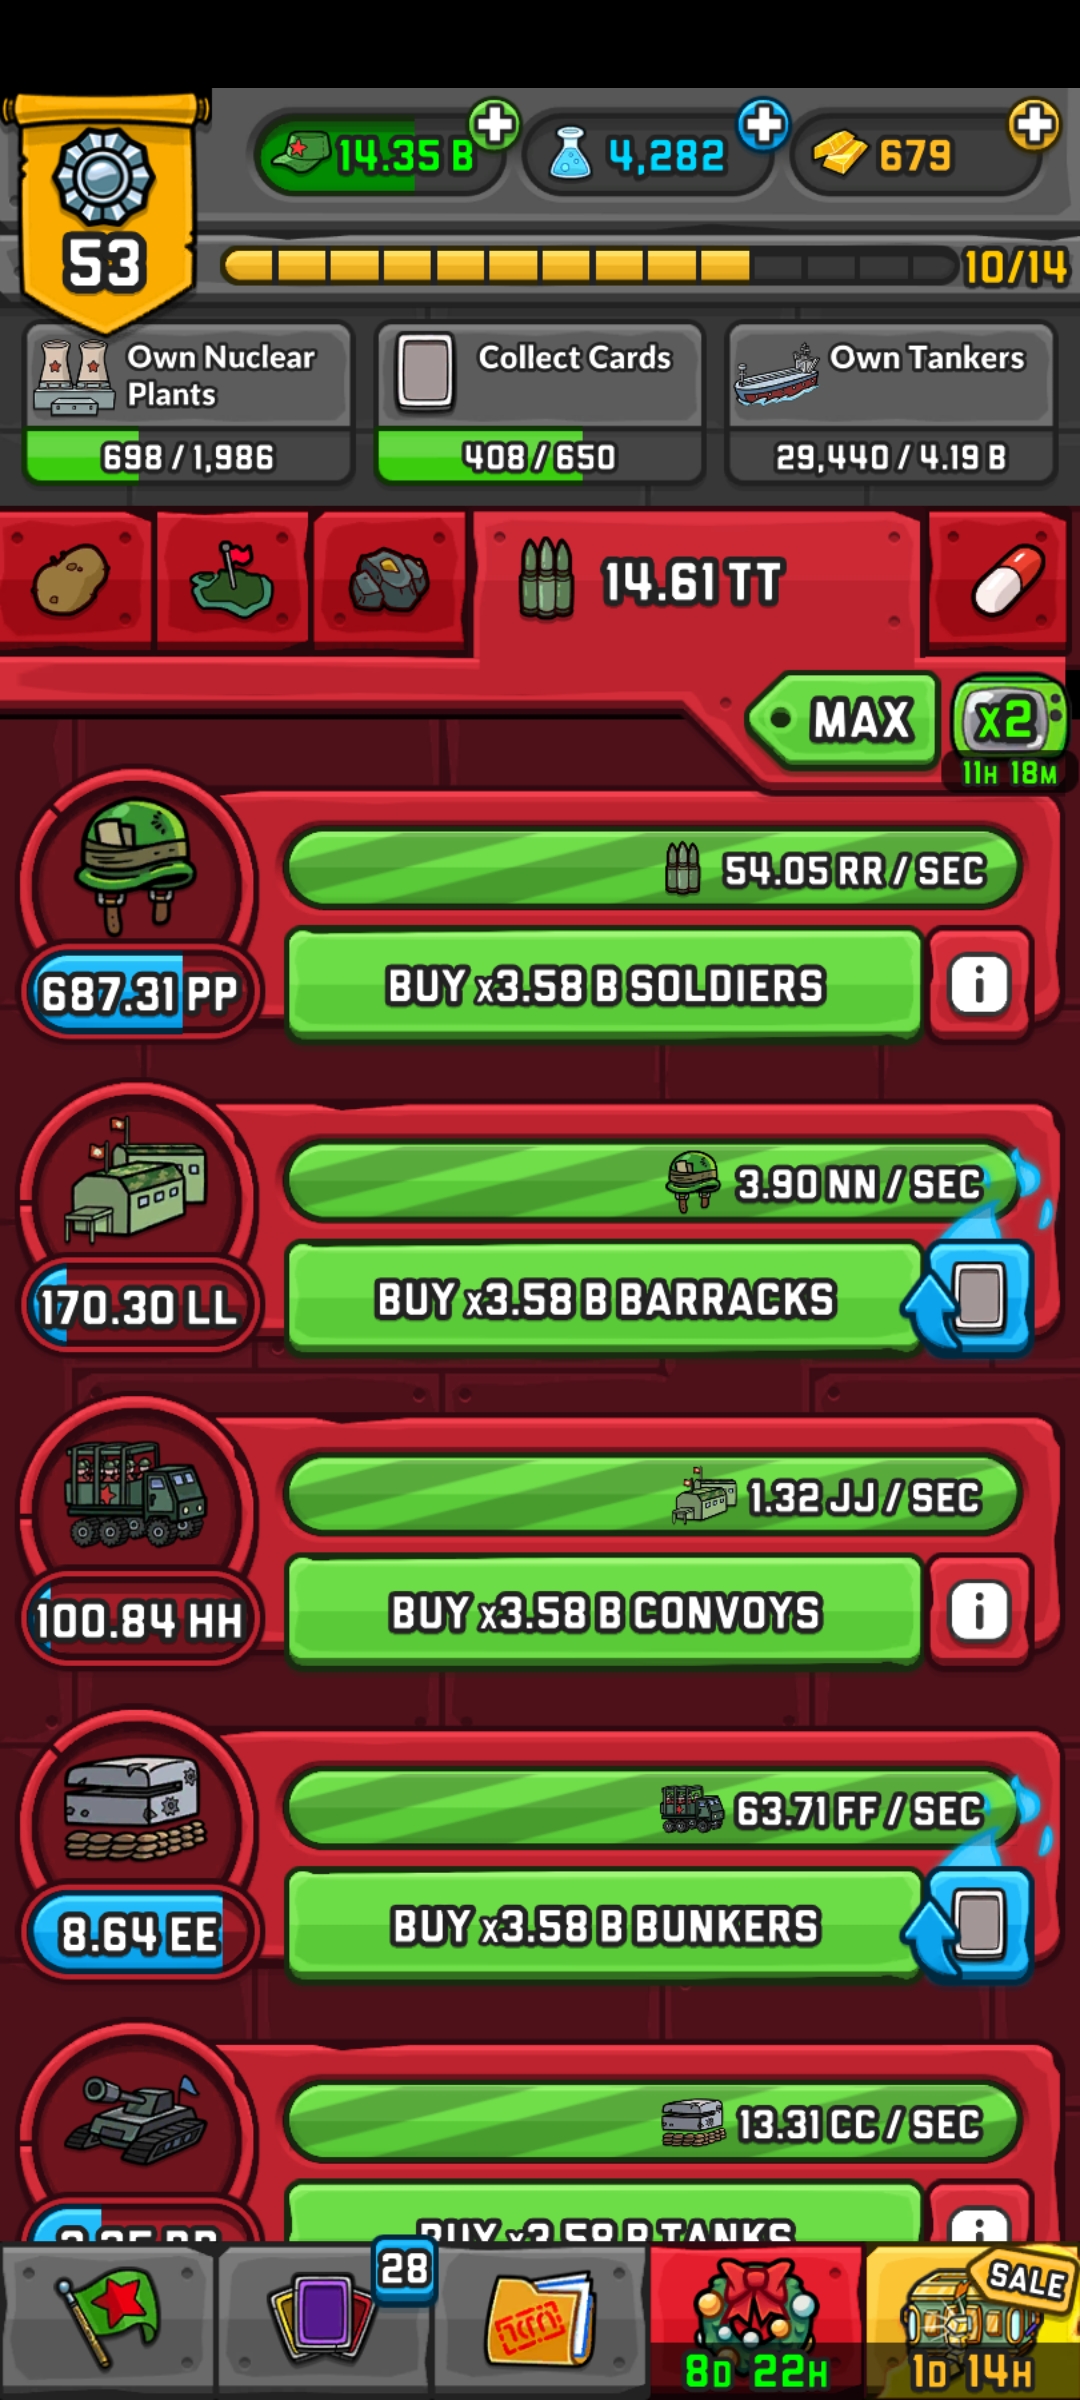 14.35 B
4,282
679
53
10/14
Own Nuclear
Plants
698 / 1,986
Collect Cards
408 / 650
Own Tankers
29,440 / 4.19 B
14.61 TT
MAX
x2
11H 18M
54.05 RR / SEC
687.31 PP
BUY x3.58 B SOLDIERS
i
3.90 NN / SEC
170.30 LL
BUY x3.58 B BARRACKS
1.32 JJ / SEC
100.84 HH
BUY x3.58 B CONVOYS
i
63.71 FF / SEC
8.64 EE
BUY x3.58 B BUNKERS
13.31 CC / SEC
BUY x3.58 B TANKS
i
28
SALE
8D 22H
1D 14H